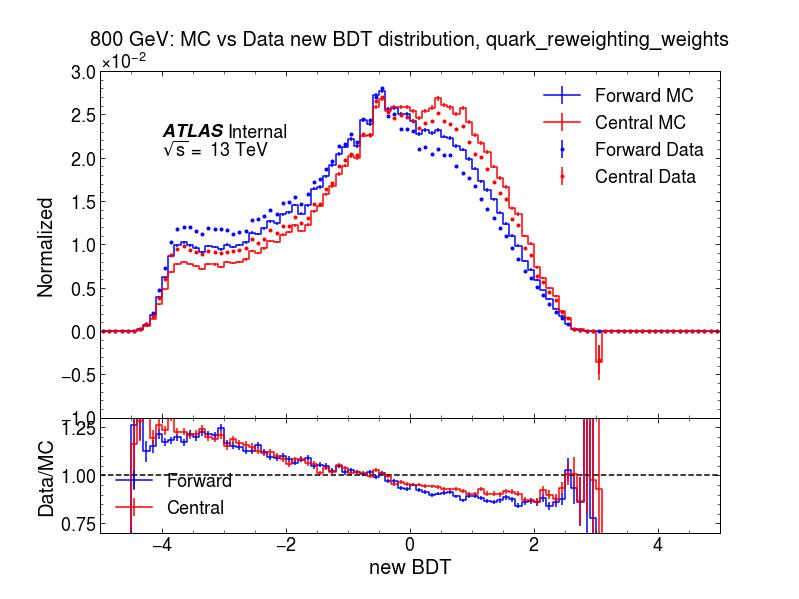 800 GeV: MC vs Data new BDT distribution, quark_reweighting_weights
×10⁻²
3.0
2.5
2.0
1.5
1.0
0.5
0.0
−0.5
1.0
Normalized
ATLAS Internal
√s = 13 TeV
Forward MC
Central MC
Forward Data
Central Data
1.25
1.00
0.75
Data/MC
Forward
Central
−4 −2 0 2 4
new BDT